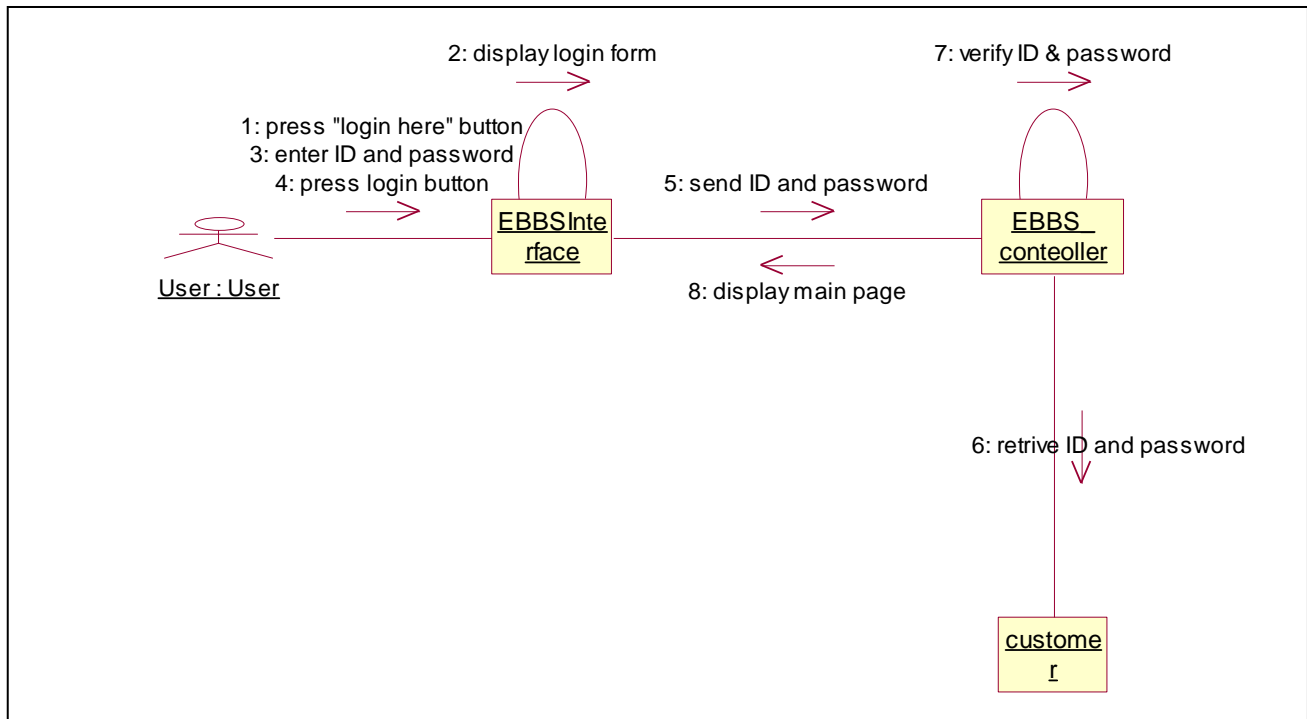 2: display login form
7: verify ID & password
1: press "login here" button
3: enter ID and password
4: press login button
5: send ID and password
EBBSInte
rface
EBBS_
conteoller
User : User
8: display main page
6: retrive ID and password
custome
r